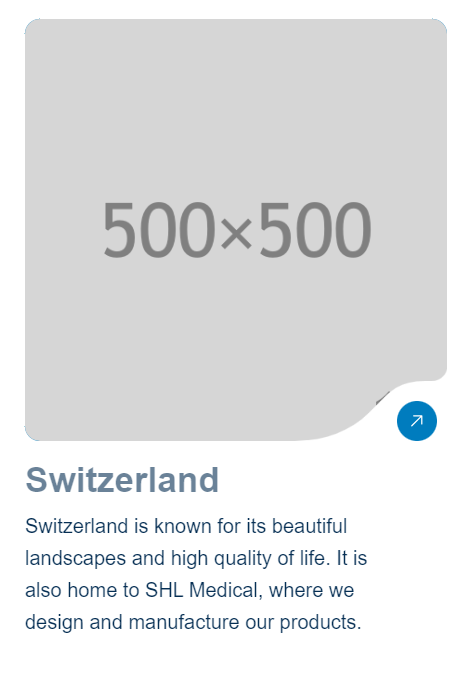 500×500
Switzerland
Switzerland is known for its beautiful
landscapes and high quality of life. It is
also home to SHL Medical, where we
design and manufacture our products.